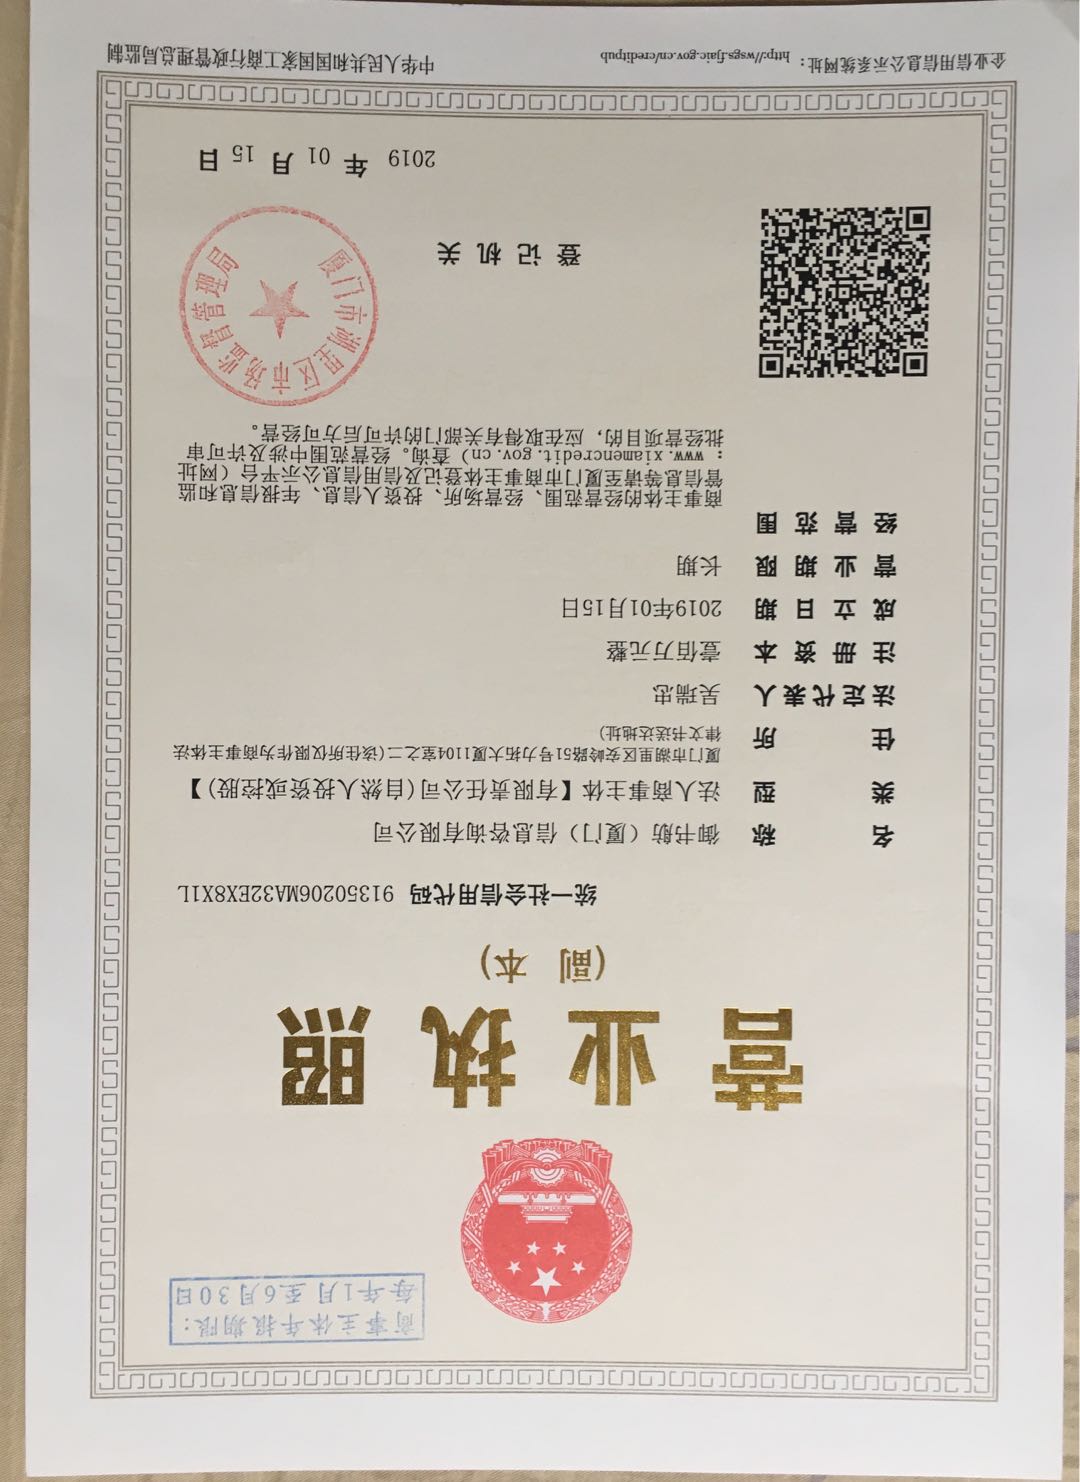 商事主体年报期限:
每年1月至6月30日
营业执照
(副本)
统一社会信用代码 91350206MA32EX8X1L
名称 御书舫(厦门)信息咨询有限公司
类型 法人商事主体【有限责任公司(自然人投资或控股)】
住所 厦门市湖里区安岭路51号力拓大厦1104室之二(该住所仅限作为商事主体法
律文书送达地址)
法定代表人 吴瑞忠
注册资本 壹佰万元整
成立日期 2019年01月15日
营业期限 长期
经营范围
商事主体的经营范围、经营场所、投资人信息、年报信息和监
管信息等请至厦门市商事主体登记及信用信息公示平台(网址
:www.xiamencredit.gov.cn)查询。经营范围中涉及许可审
批经营项目的,应在取得有关部门的许可后方可经营。
登记机关
厦门市湖里区市场监督管理局
2019年01月15日
企业信用信息公示系统网址: http://wsgs.fjaic.gov.cn/creditpub
中华人民共和国国家工商行政管理总局监制